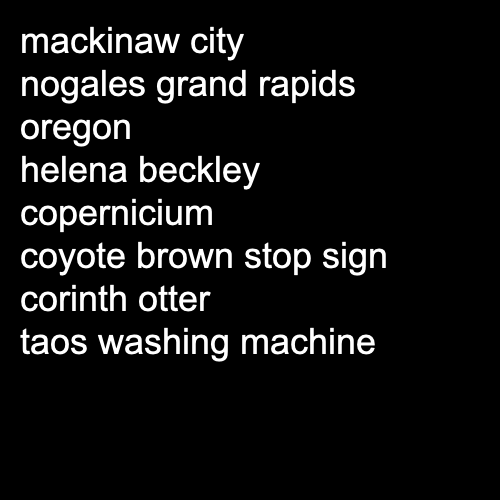 mackinaw city
nogales grand rapids
oregon
helena beckley
copernicium
coyote brown stop sign
corinth otter
taos washing machine